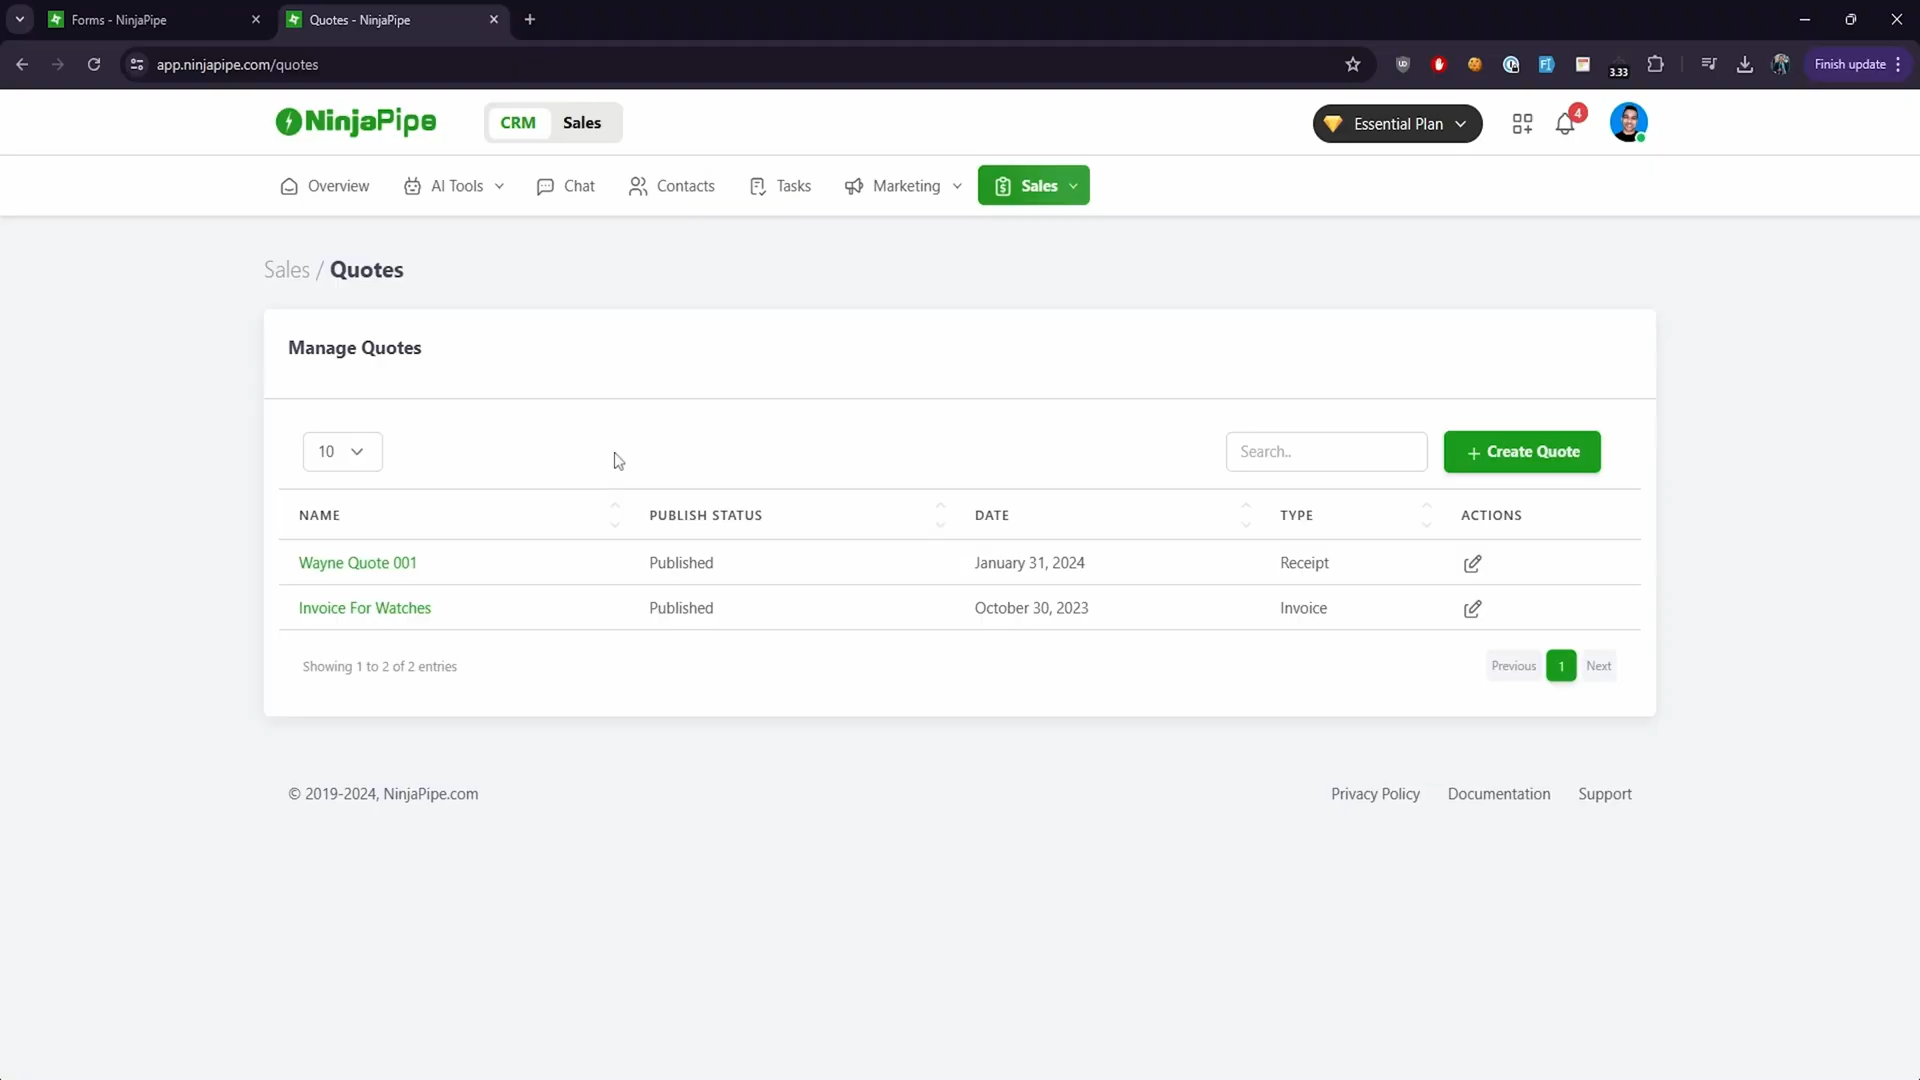 Forms - NinjaPipe
Quotes - NinjaPipe
app.ninjapipe.com/quotes
3.33
Finish update
NinjaPipe
CRM
Sales
Essential Plan
4
Overview
AI Tools
Chat
Contacts
Tasks
Marketing
Sales
Sales / Quotes
Manage Quotes
10
Search..
+ Create Quote
NAME
PUBLISH STATUS
DATE
TYPE
ACTIONS
Wayne Quote 001
Published
January 31, 2024
Receipt
Invoice For Watches
Published
October 30, 2023
Invoice
Showing 1 to 2 of 2 entries
Previous
1
Next
© 2019-2024, NinjaPipe.com
Privacy Policy
Documentation
Support